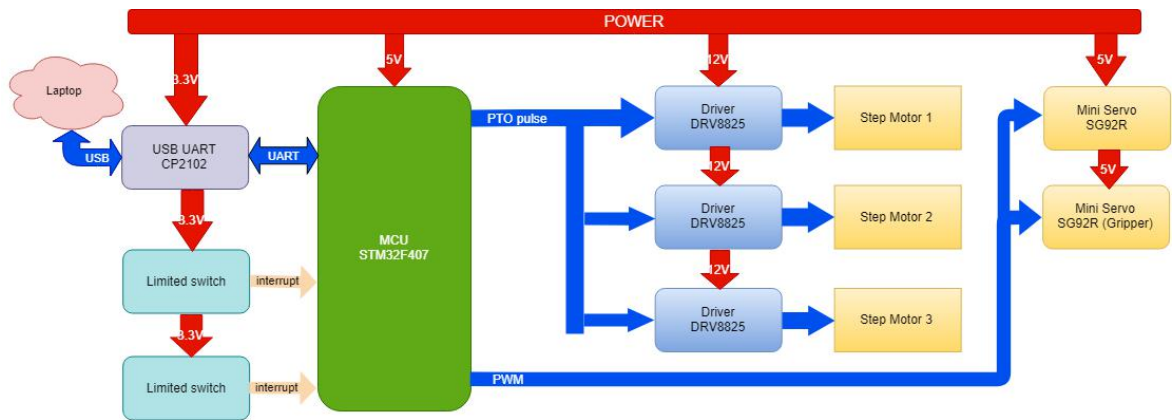 POWER
3.3V
5V
12V
5V
Laptop
USB
USB UART
CP2102
UART
PTO pulse
Driver
DRV8825
Step Motor 1
Mini Servo
SG92R
3.3V
12V
5V
MCU
STM32F407
Driver
DRV8825
Step Motor 2
Mini Servo
SG92R (Gripper)
Limited switch
interrupt
12V
3.3V
Driver
DRV8825
Step Motor 3
Limited switch
interrupt
PWM